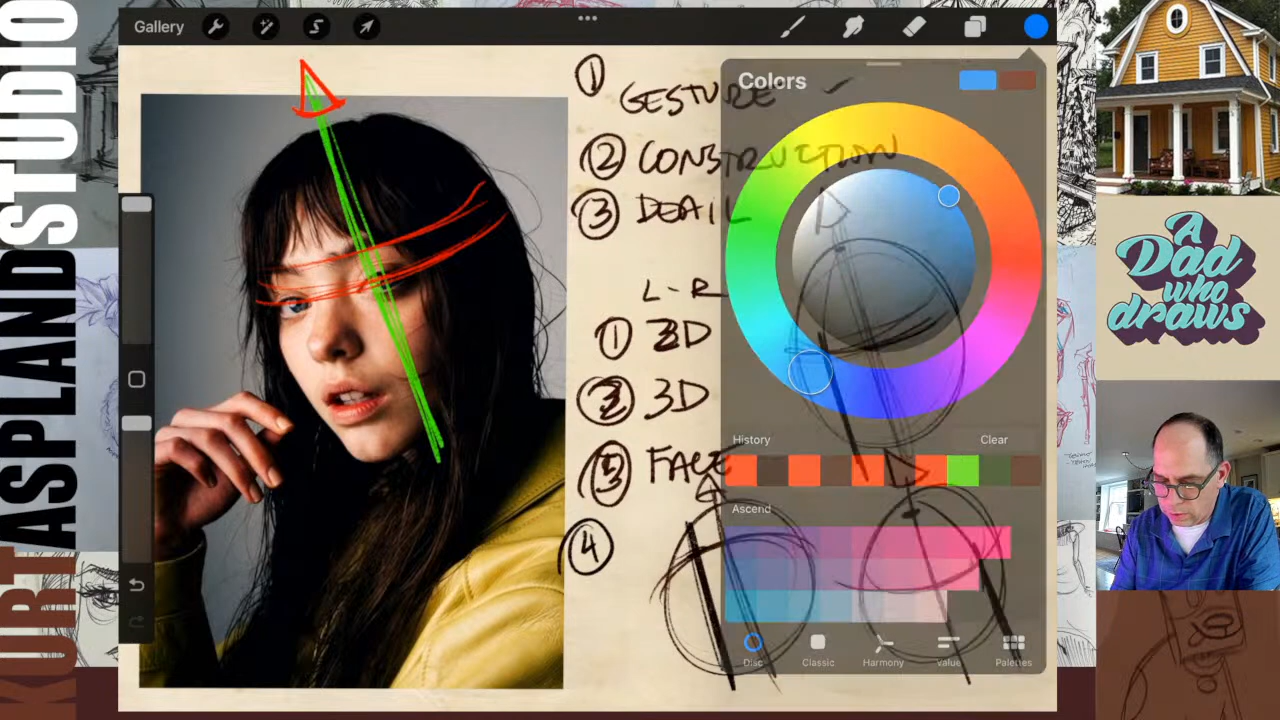 KURT ASPLAND STUDIO
Gallery
① GESTURE
② CONSTRUCTION
③ DEAIL
L-R
① 3D
② 3D
③ FACE
④
Colors
History
Clear
Ascend
Disc
Classic
Harmony
Value
Palettes
A
Dad
who
draws